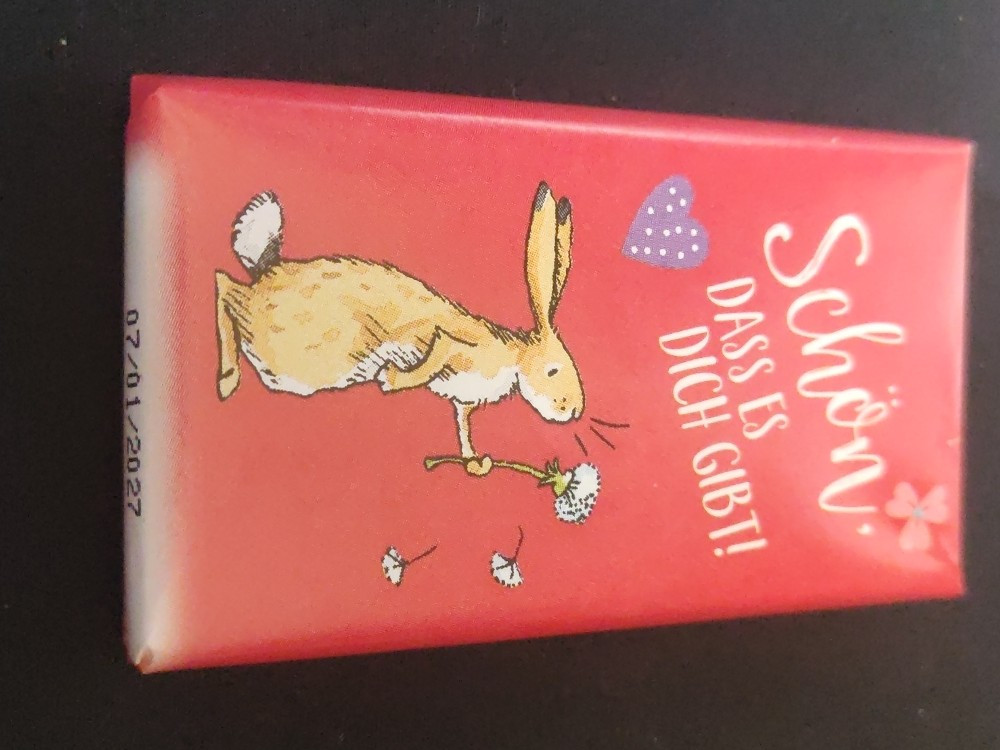 Schön,
DASS ES
DICH GIBT!
07/01/2027